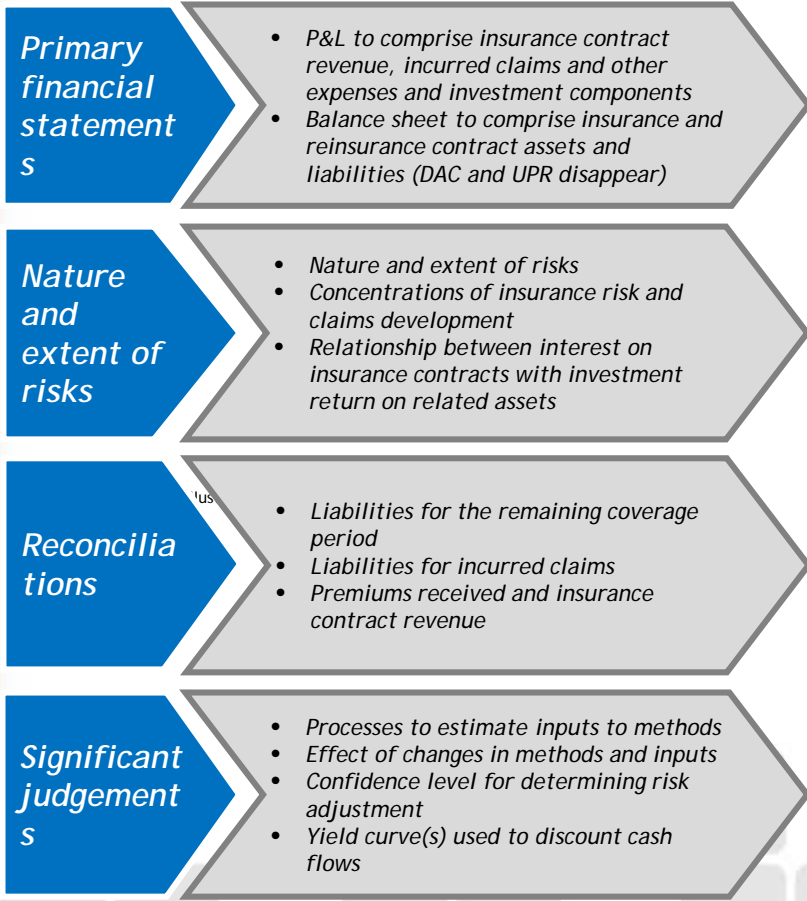 Primary
financial
statement
s
• P&L to comprise insurance contract
revenue, incurred claims and other
expenses and investment components
• Balance sheet to comprise insurance and
reinsurance contract assets and
liabilities (DAC and UPR disappear)
Nature
and
extent of
risks
• Nature and extent of risks
• Concentrations of insurance risk and
claims development
• Relationship between interest on
insurance contracts with investment
return on related assets
Reconcilia
tions
• Liabilities for the remaining coverage
period
• Liabilities for incurred claims
• Premiums received and insurance
contract revenue
Significant
judgement
s
• Processes to estimate inputs to methods
• Effect of changes in methods and inputs
• Confidence level for determining risk
adjustment
• Yield curve(s) used to discount cash
flows